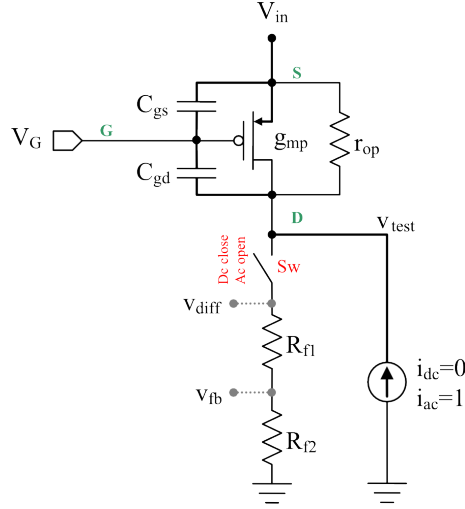 V_in
S
C_gs
V_G
G
g_mp
r_op
C_gd
D
v_test
Dc close
Ac open
Sw
v_diff
R_f1
i_dc=0
i_ac=1
v_fb
R_f2